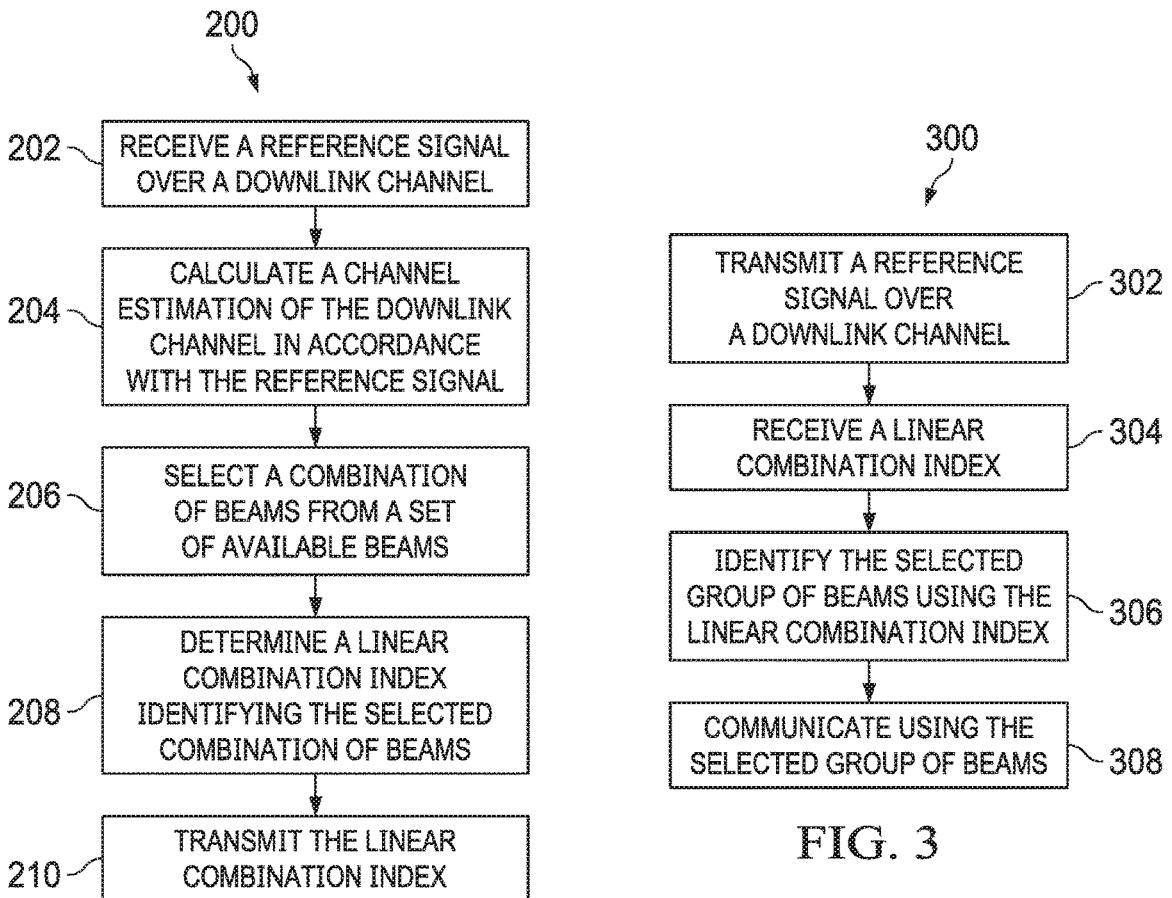 200
202
RECEIVE A REFERENCE SIGNAL
OVER A DOWNLINK CHANNEL
204
CALCULATE A CHANNEL
ESTIMATION OF THE DOWNLINK
CHANNEL IN ACCORDANCE
WITH THE REFERENCE SIGNAL
206
SELECT A COMBINATION
OF BEAMS FROM A SET
OF AVAILABLE BEAMS
208
DETERMINE A LINEAR
COMBINATION INDEX
IDENTIFYING THE SELECTED
COMBINATION OF BEAMS
210
TRANSMIT THE LINEAR
COMBINATION INDEX
300
TRANSMIT A REFERENCE
SIGNAL OVER
A DOWNLINK CHANNEL
302
RECEIVE A LINEAR
COMBINATION INDEX
304
IDENTIFY THE SELECTED
GROUP OF BEAMS USING THE
LINEAR COMBINATION INDEX
306
COMMUNICATE USING THE
SELECTED GROUP OF BEAMS
308
FIG. 3